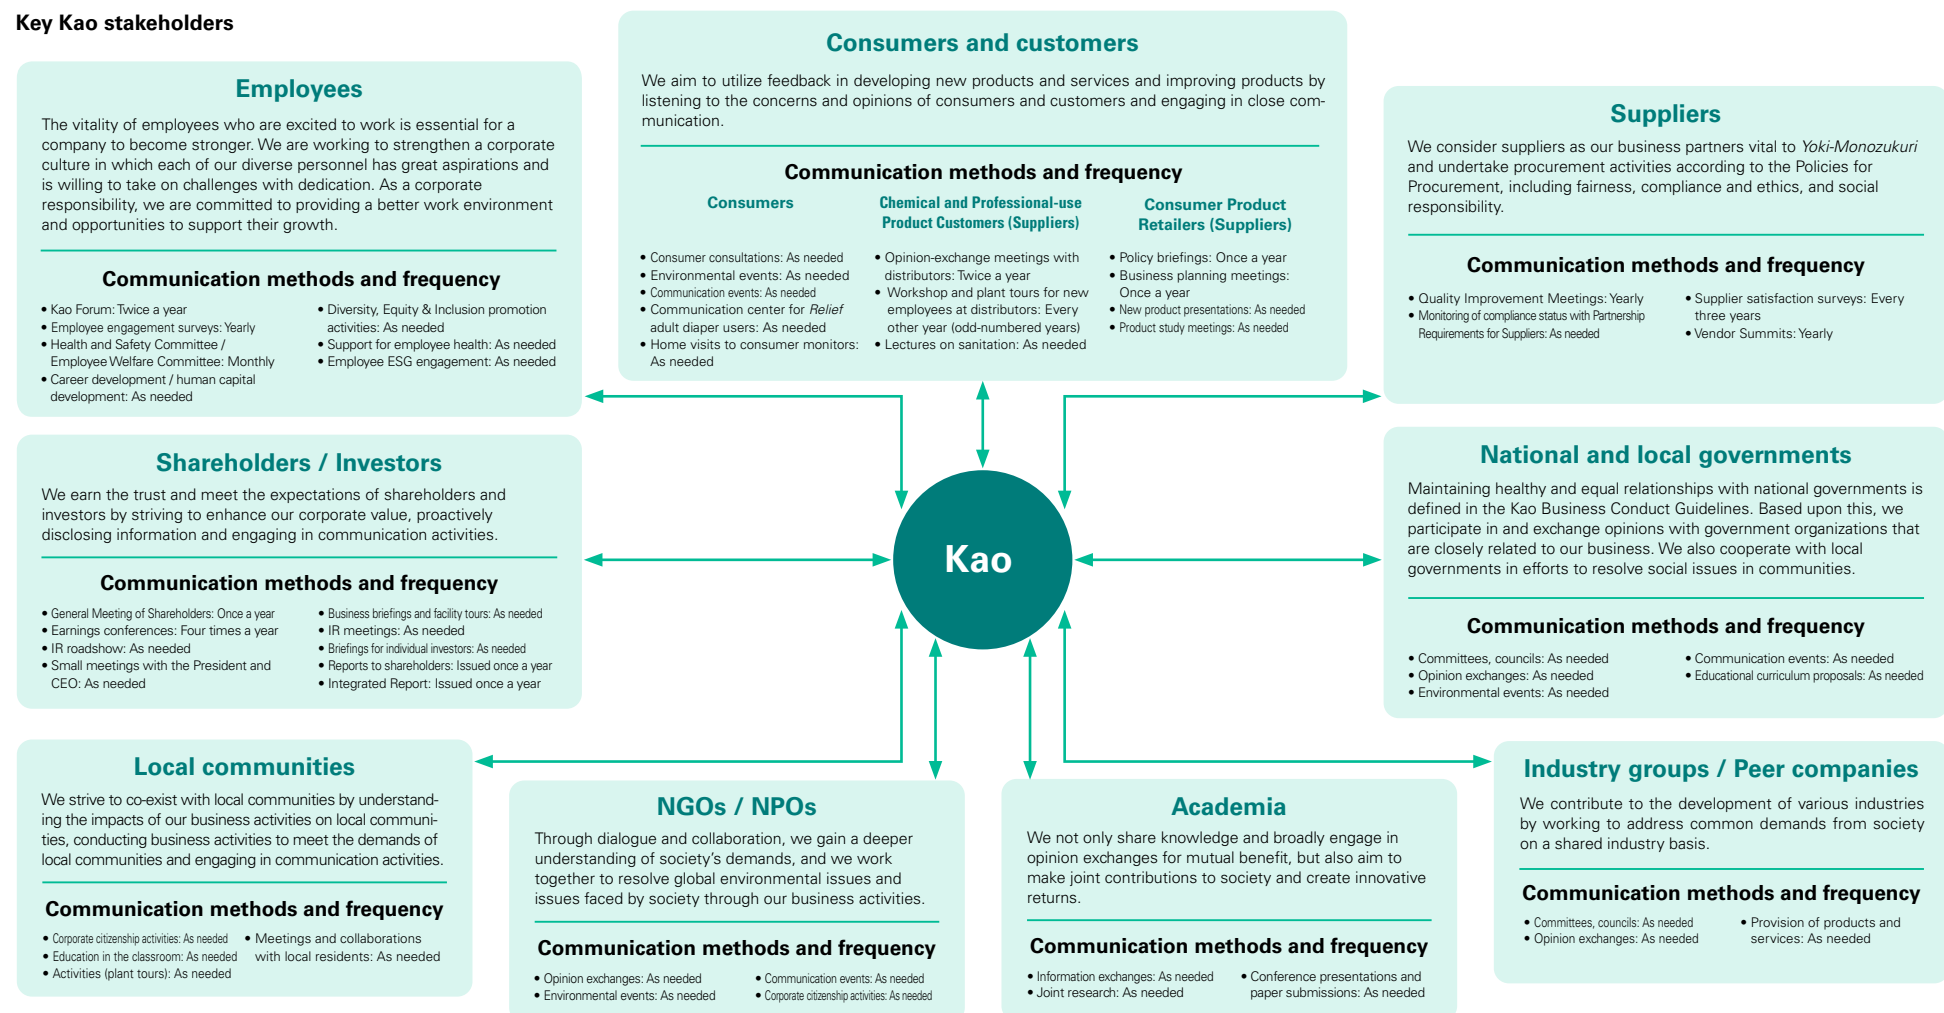 Key Kao stakeholders
Employees
The vitality of employees who are excited to work is essential for a
company to become stronger. We are working to strengthen a corporate
culture in which each of our diverse personnel has great aspirations and
is willing to take on challenges with dedication. As a corporate
responsibility, we are committed to providing a better work environment
and opportunities to support their growth.
Communication methods and frequency
• Kao Forum: Twice a year
• Employee engagement surveys: Yearly
• Health and Safety Committee /
Employee Welfare Committee: Monthly
• Career development / human capital
development: As needed
• Diversity, Equity & Inclusion promotion
activities: As needed
• Support for employee health: As needed
• Employee ESG engagement: As needed
Consumers and customers
We aim to utilize feedback in developing new products and services and improving products by
listening to the concerns and opinions of consumers and customers and engaging in close com-
munication.
Communication methods and frequency
Consumers
• Consumer consultations: As needed
• Environmental events: As needed
• Communication events: As needed
• Communication center for Relief
adult diaper users: As needed
• Home visits to consumer monitors:
As needed
Chemical and Professional-use
Product Customers (Suppliers)
• Opinion-exchange meetings with
distributors: Twice a year
• Workshop and plant tours for new
employees at distributors: Every
other year (odd-numbered years)
• Lectures on sanitation: As needed
Consumer Product
Retailers (Suppliers)
• Policy briefings: Once a year
• Business planning meetings:
Once a year
• New product presentations: As needed
• Product study meetings: As needed
Suppliers
We consider suppliers as our business partners vital to Yoki-Monozukuri
and undertake procurement activities according to the Policies for
Procurement, including fairness, compliance and ethics, and social
responsibility.
Communication methods and frequency
• Quality Improvement Meetings: Yearly
• Monitoring of compliance status with Partnership
Requirements for Suppliers: As needed
• Supplier satisfaction surveys: Every
three years
• Vendor Summits: Yearly
Shareholders / Investors
We earn the trust and meet the expectations of shareholders and
investors by striving to enhance our corporate value, proactively
disclosing information and engaging in communication activities.
Communication methods and frequency
• General Meeting of Shareholders: Once a year
• Earnings conferences: Four times a year
• IR roadshow: As needed
• Small meetings with the President and
CEO: As needed
• Business briefings and facility tours: As needed
• IR meetings: As needed
• Briefings for individual investors: As needed
• Reports to shareholders: Issued once a year
• Integrated Report: Issued once a year
Kao
National and local governments
Maintaining healthy and equal relationships with national governments is
defined in the Kao Business Conduct Guidelines. Based upon this, we
participate in and exchange opinions with government organizations that
are closely related to our business. We also cooperate with local
governments in efforts to resolve social issues in communities.
Communication methods and frequency
• Committees, councils: As needed
• Opinion exchanges: As needed
• Environmental events: As needed
• Communication events: As needed
• Educational curriculum proposals: As needed
Local communities
We strive to co-exist with local communities by understand-
ing the impacts of our business activities on local communi-
ties, conducting business activities to meet the demands of
local communities and engaging in communication activities.
Communication methods and frequency
• Corporate citizenship activities: As needed
• Education in the classroom: As needed
• Activities (plant tours): As needed
• Meetings and collaborations
with local residents: As needed
NGOs / NPOs
Through dialogue and collaboration, we gain a deeper
understanding of society's demands, and we work
together to resolve global environmental issues and
issues faced by society through our business activities.
Communication methods and frequency
• Opinion exchanges: As needed
• Environmental events: As needed
• Communication events: As needed
• Corporate citizenship activities: As needed
Academia
We not only share knowledge and broadly engage in
opinion exchanges for mutual benefit, but also aim to
make joint contributions to society and create innovative
returns.
Communication methods and frequency
• Information exchanges: As needed
• Joint research: As needed
• Conference presentations and
paper submissions: As needed
Industry groups / Peer companies
We contribute to the development of various industries
by working to address common demands from society
on a shared industry basis.
Communication methods and frequency
• Committees, councils: As needed
• Opinion exchanges: As needed
• Provision of products and
services: As needed